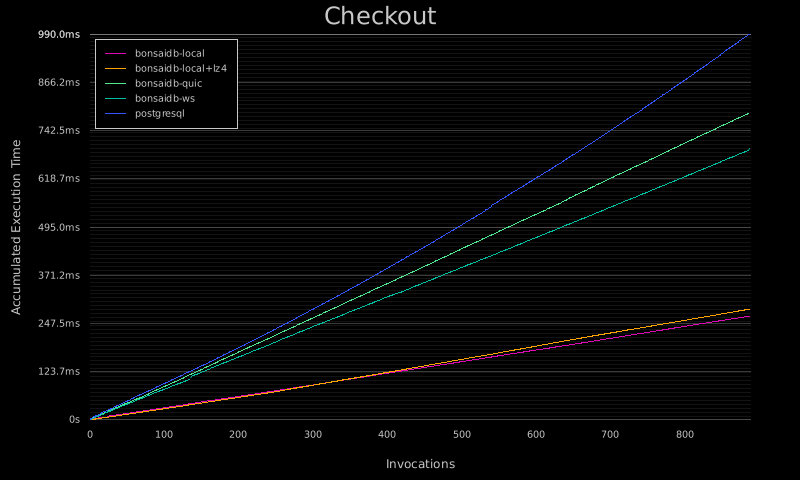 Checkout
990.0ms
866.2ms
742.5ms
618.7ms
495.0ms
371.2ms
247.5ms
123.7ms
0s
Accumulated Execution Time
bonsaidb-local
bonsaidb-local+lz4
bonsaidb-quic
bonsaidb-ws
postgresql
0 100 200 300 400 500 600 700 800
Invocations